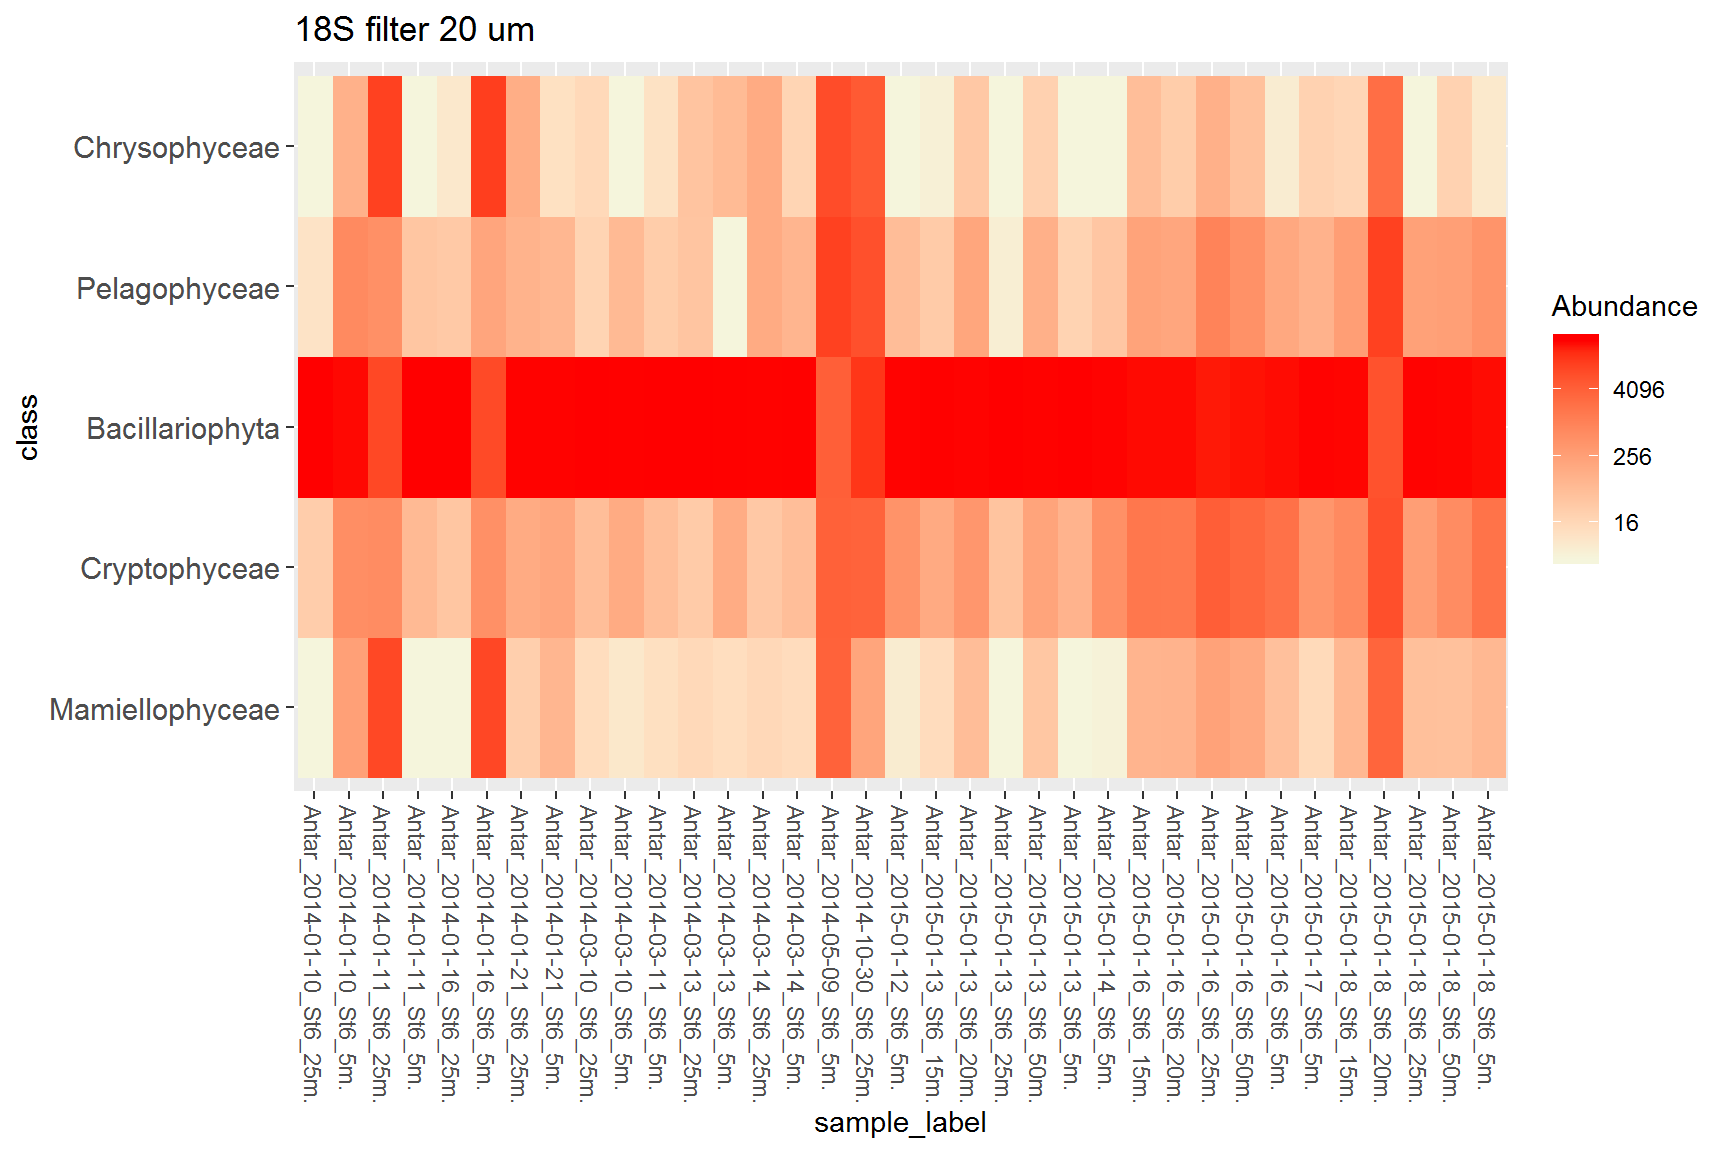 18S filter 20 um
Chrysophyceae
Pelagophyceae
Bacillariophyta
Cryptophyceae
Mamiellophyceae
class
Abundance
4096
256
16
Antar_2014-01-10_St6_25m.
Antar_2014-01-10_St6_5m.
Antar_2014-01-11_St6_25m.
Antar_2014-01-11_St6_5m.
Antar_2014-01-16_St6_25m.
Antar_2014-01-16_St6_5m.
Antar_2014-01-21_St6_25m.
Antar_2014-01-21_St6_5m.
Antar_2014-03-10_St6_25m.
Antar_2014-03-10_St6_5m.
Antar_2014-03-11_St6_5m.
Antar_2014-03-13_St6_25m.
Antar_2014-03-13_St6_5m.
Antar_2014-03-14_St6_25m.
Antar_2014-03-14_St6_5m.
Antar_2014-05-09_St6_5m.
Antar_2014-10-30_St6_25m.
Antar_2015-01-12_St6_5m.
Antar_2015-01-13_St6_15m.
Antar_2015-01-13_St6_20m.
Antar_2015-01-13_St6_25m.
Antar_2015-01-13_St6_50m.
Antar_2015-01-13_St6_5m.
Antar_2015-01-14_St6_5m.
Antar_2015-01-16_St6_15m.
Antar_2015-01-16_St6_20m.
Antar_2015-01-16_St6_25m.
Antar_2015-01-16_St6_50m.
Antar_2015-01-16_St6_5m.
Antar_2015-01-17_St6_5m.
Antar_2015-01-18_St6_15m.
Antar_2015-01-18_St6_20m.
Antar_2015-01-18_St6_25m.
Antar_2015-01-18_St6_50m.
Antar_2015-01-18_St6_5m.
sample_label